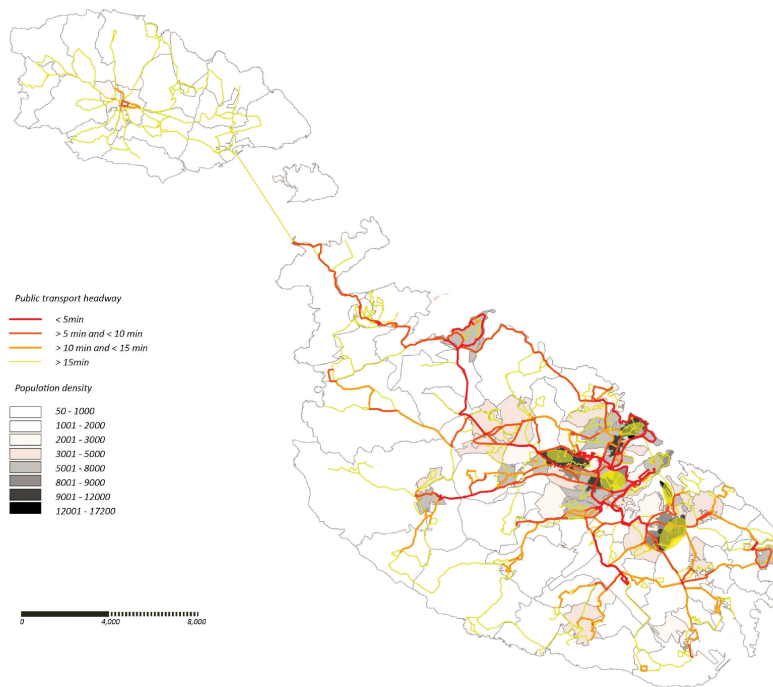 Public transport headway
< 5min
> 5 min and < 10 min
> 10 min and < 15 min
> 15min
Population density
50 - 1000
1001 - 2000
2001 - 3000
3001 - 5000
5001 - 8000
8001 - 9000
9001 - 12000
12001 - 17200
0 4,000 8,000